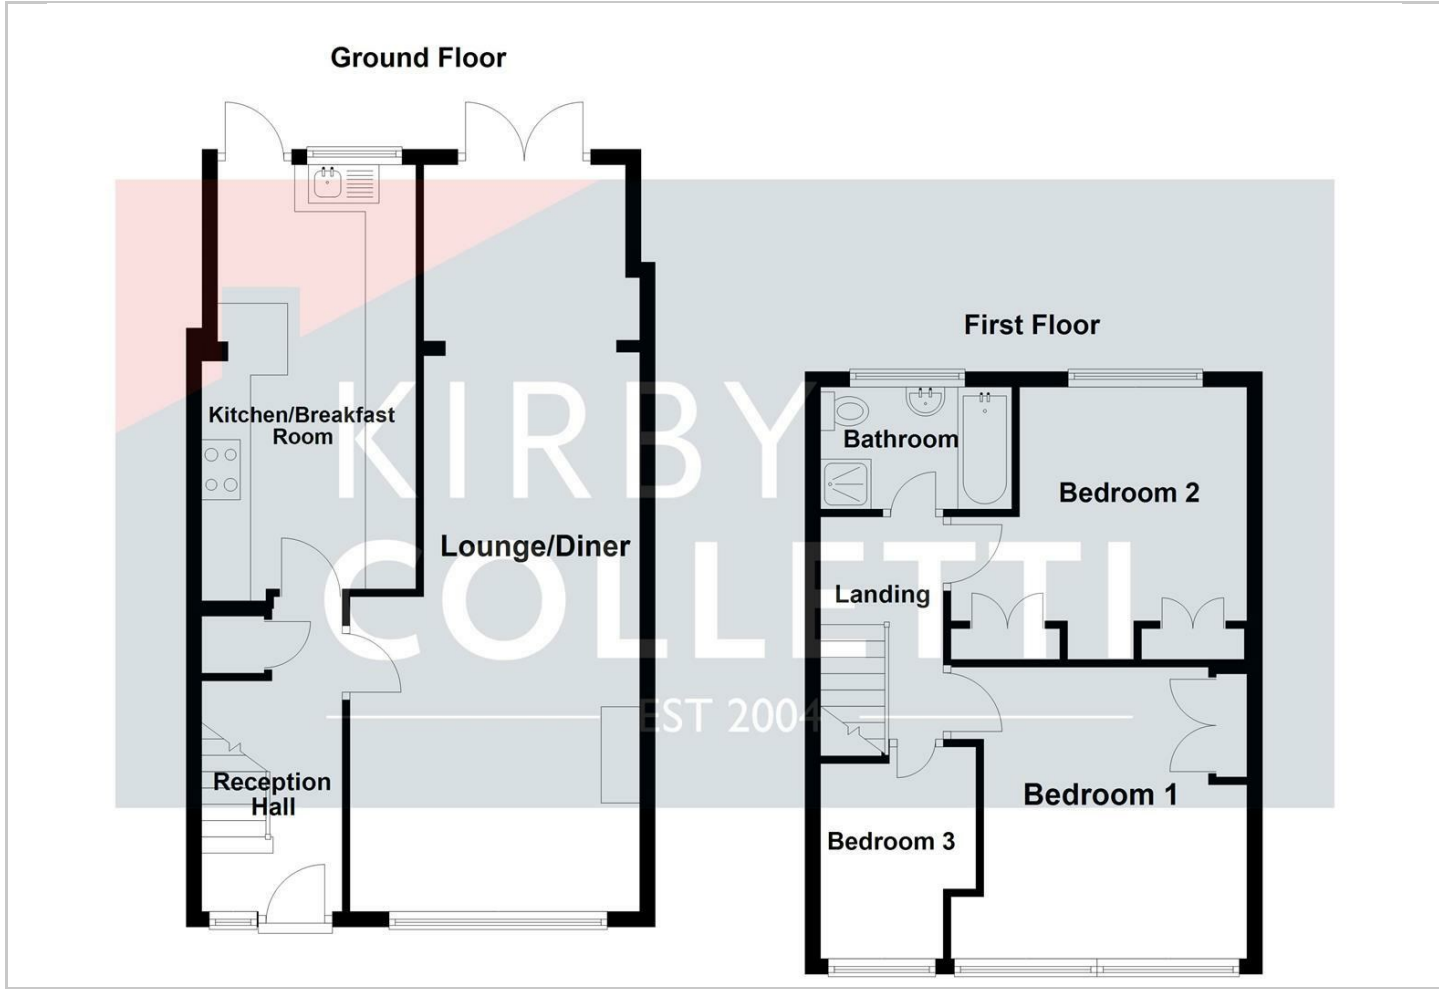 Ground Floor
Kitchen/Breakfast
Room
Lounge/Diner
Reception
Hall
First Floor
Bathroom
Bedroom 2
Landing
Bedroom 1
Bedroom 3
KIRBY
COLLETTI
EST 2004